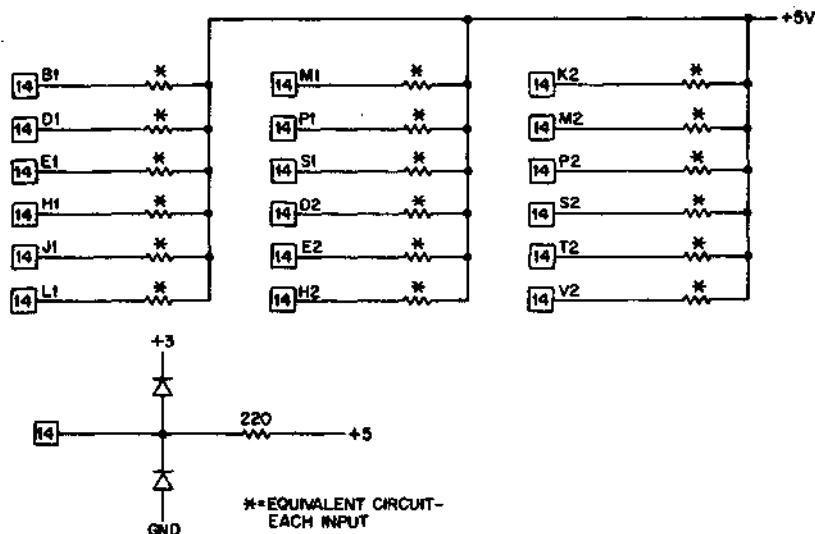 +5V
* * *
14 B1 14 M1 14 K2
* * *
14 D1 14 P1 14 M2
* * *
14 E1 14 S1 14 P2
* * *
14 H1 14 D2 14 S2
* * *
14 J1 14 E2 14 T2
* * *
14 L1 14 H2 14 V2
+3
220
14 +5
*=EQUIVALENT CIRCUIT-
EACH INPUT
GND